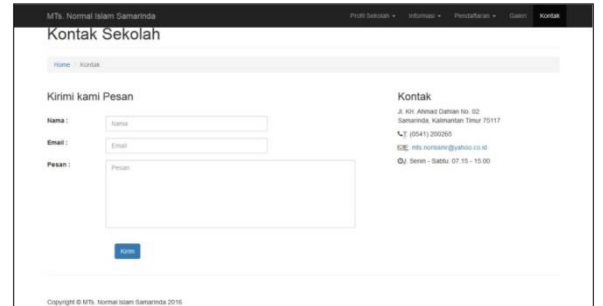 MTs. Normal Islam Samarinda
Profil Sekolah Informasi Pendaftaran Galeri Kontak
Kontak Sekolah
Home / Kontak
Kirimi kami Pesan
Nama :
Nama
Email :
Email
Pesan :
Pesan
Kirim
Kontak
Jl. KH. Ahmad Dahlan No. 02
Samarinda, Kalimantan Timur 75117
(0541) 200265
@yahoo.co.id
Senin - Sabtu: 07.15 - 15.00
Copyright © MTs. Normal Islam Samarinda 2016